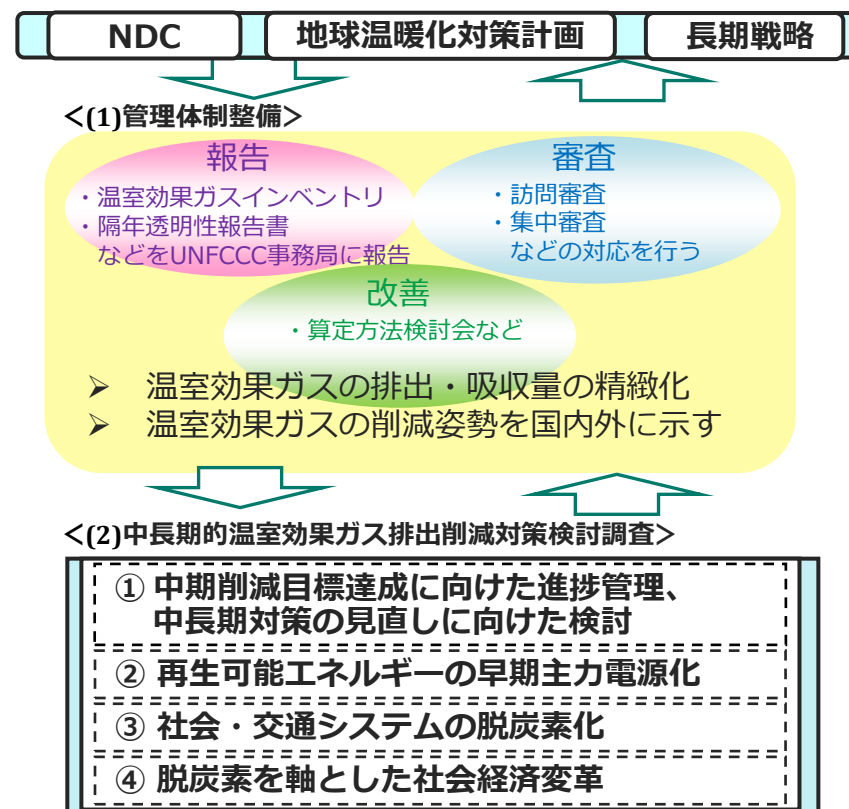 NDC 地球温暖化対策計画 長期戦略
<(1)管理体制整備>
報告
・温室効果ガスインベントリ
・隔年透明性報告書
などをUNFCCC事務局に報告
審査
・訪問審査
・集中審査
などの対応を行う
改善
・算定方法検討会など
➢ 温室効果ガスの排出・吸収量の精緻化
➢ 温室効果ガスの削減姿勢を国内外に示す
<(2)中長期的温室効果ガス排出削減対策検討調査>
① 中期削減目標達成に向けた進捗管理、
中長期対策の見直しに向けた検討
② 再生可能エネルギーの早期主力電源化
③ 社会・交通システムの脱炭素化
④ 脱炭素を軸とした社会経済変革